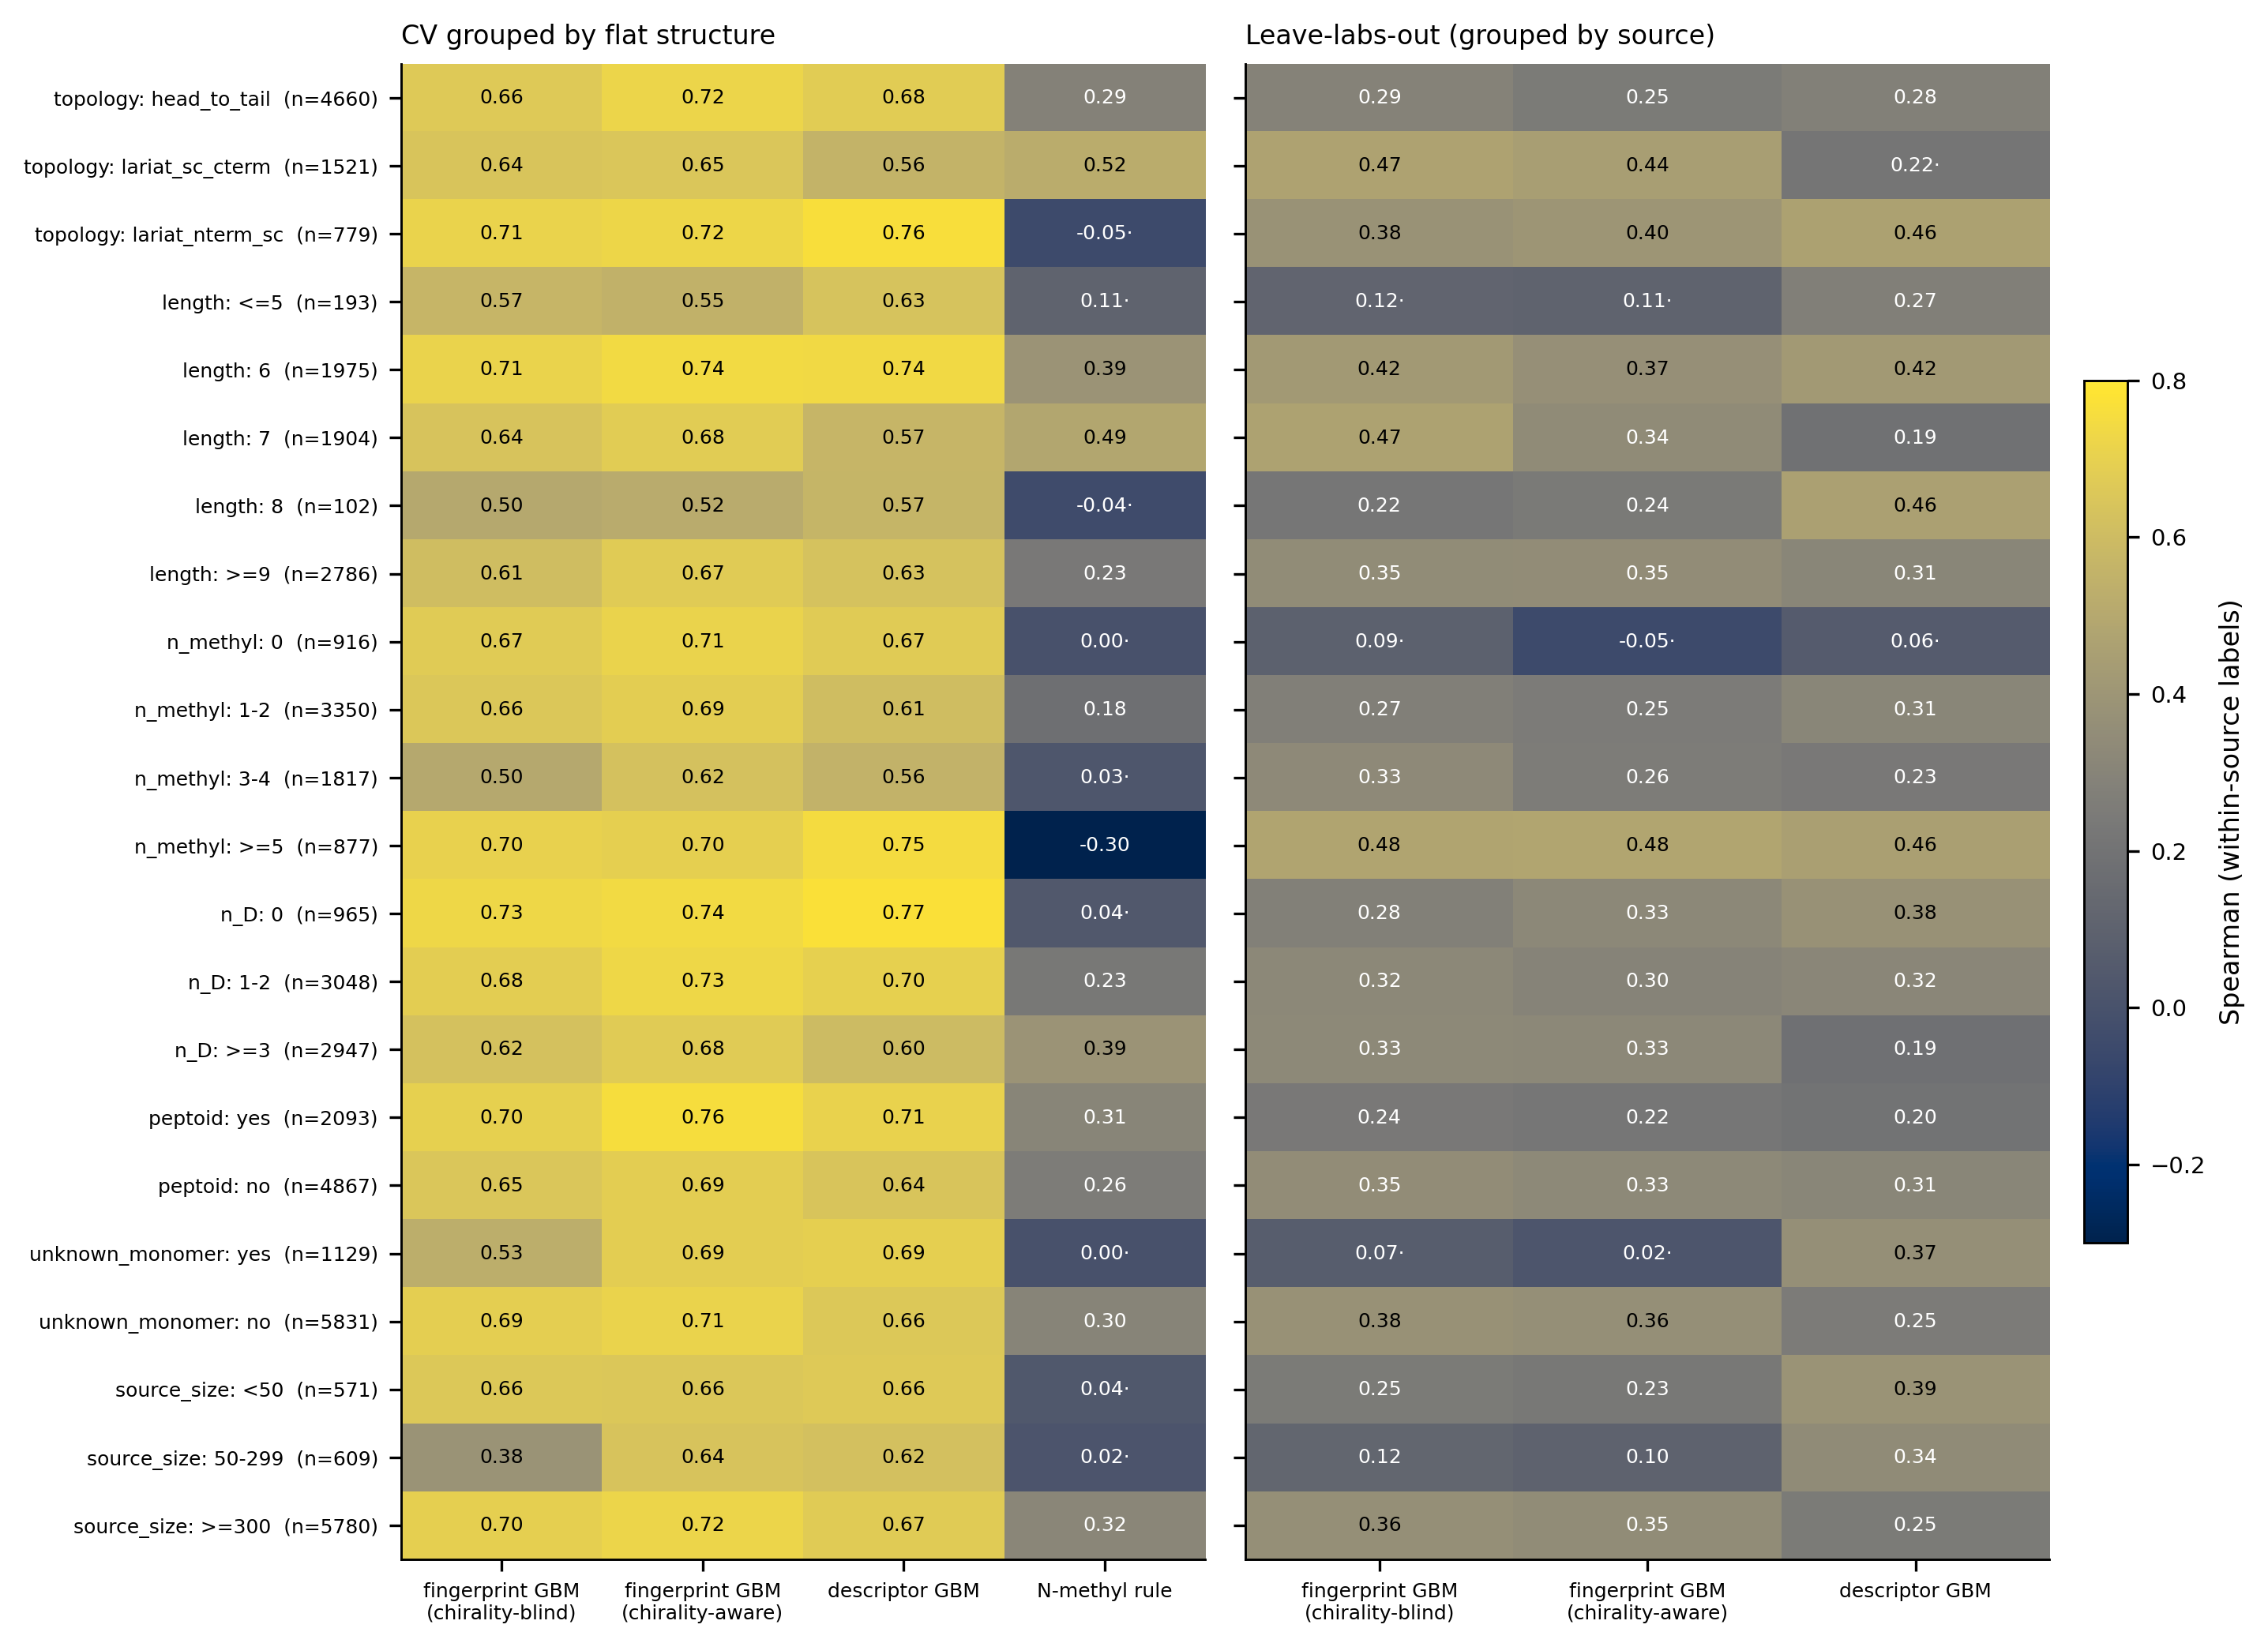 CV grouped by flat structure
Leave-labs-out (grouped by source)
topology: head_to_tail (n=4660) 0.66 0.72 0.68 0.29 0.29 0.25 0.28
topology: lariat_sc_cterm (n=1521) 0.64 0.65 0.56 0.52 0.47 0.44 0.22·
topology: lariat_nterm_sc (n=779) 0.71 0.72 0.76 -0.05· 0.38 0.40 0.46
length: <=5 (n=193) 0.57 0.55 0.63 0.11· 0.12· 0.11· 0.27
length: 6 (n=1975) 0.71 0.74 0.74 0.39 0.42 0.37 0.42
length: 7 (n=1904) 0.64 0.68 0.57 0.49 0.47 0.34 0.19
length: 8 (n=102) 0.50 0.52 0.57 -0.04· 0.22 0.24 0.46
length: >=9 (n=2786) 0.61 0.67 0.63 0.23 0.35 0.35 0.31
n_methyl: 0 (n=916) 0.67 0.71 0.67 0.00· 0.09· -0.05· 0.06·
n_methyl: 1-2 (n=3350) 0.66 0.69 0.61 0.18 0.27 0.25 0.31
n_methyl: 3-4 (n=1817) 0.50 0.62 0.56 0.03· 0.33 0.26 0.23
n_methyl: >=5 (n=877) 0.70 0.70 0.75 -0.30 0.48 0.48 0.46
n_D: 0 (n=965) 0.73 0.74 0.77 0.04· 0.28 0.33 0.38
n_D: 1-2 (n=3048) 0.68 0.73 0.70 0.23 0.32 0.30 0.32
n_D: >=3 (n=2947) 0.62 0.68 0.60 0.39 0.33 0.33 0.19
peptoid: yes (n=2093) 0.70 0.76 0.71 0.31 0.24 0.22 0.20
peptoid: no (n=4867) 0.65 0.69 0.64 0.26 0.35 0.33 0.31
unknown_monomer: yes (n=1129) 0.53 0.69 0.69 0.00· 0.07· 0.02· 0.37
unknown_monomer: no (n=5831) 0.69 0.71 0.66 0.30 0.38 0.36 0.25
source_size: <50 (n=571) 0.66 0.66 0.66 0.04· 0.25 0.23 0.39
source_size: 50-299 (n=609) 0.38 0.64 0.62 0.02· 0.12 0.10 0.34
source_size: >=300 (n=5780) 0.70 0.72 0.67 0.32 0.36 0.35 0.25
fingerprint GBM
(chirality-blind)
fingerprint GBM
(chirality-aware)
descriptor GBM
N-methyl rule
fingerprint GBM
(chirality-blind)
fingerprint GBM
(chirality-aware)
descriptor GBM
0.8
0.6
0.4
0.2
0.0
−0.2
Spearman (within-source labels)